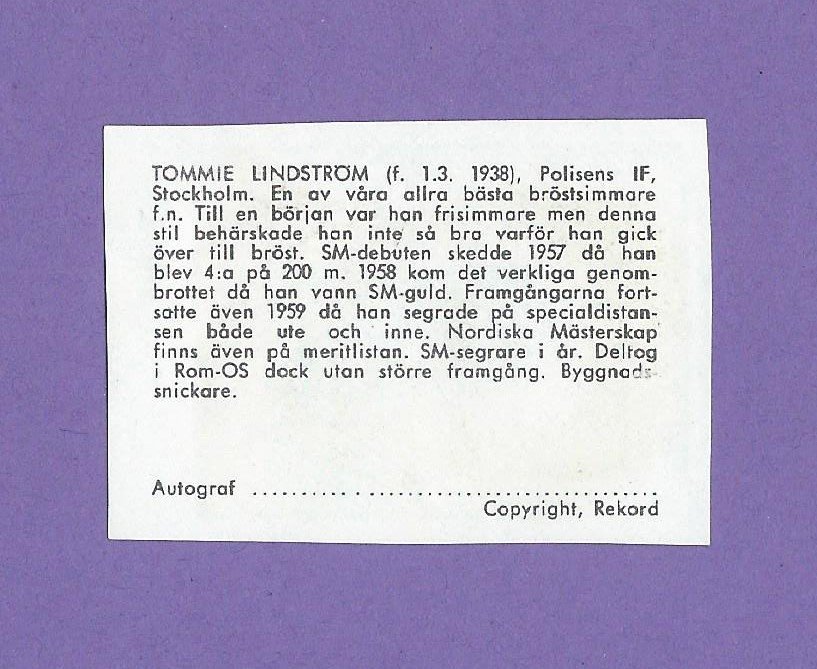 TOMMIE LINDSTRÖM (f. 1.3. 1938), Polisens IF,
Stockholm. En av våra allra bästa bröstsimmare
f.n. Till en början var han frisimmare men denna
stil behärskade han inte så bra varför han gick
över till bröst. SM-debuten skedde 1957 då han
blev 4:a på 200 m. 1958 kom det verkliga genom-
brottet då han vann SM-guld. Framgångarna fort-
satte även 1959 då han segrade på specialdistan-
sen både ute och inne. Nordiska Mästerskap
finns även på meritlistan. SM-segrare i år. Deltog
i Rom-OS dock utan större framgång. Byggnads-
snickare.
Autograf ..........................................
Copyright, Rekord